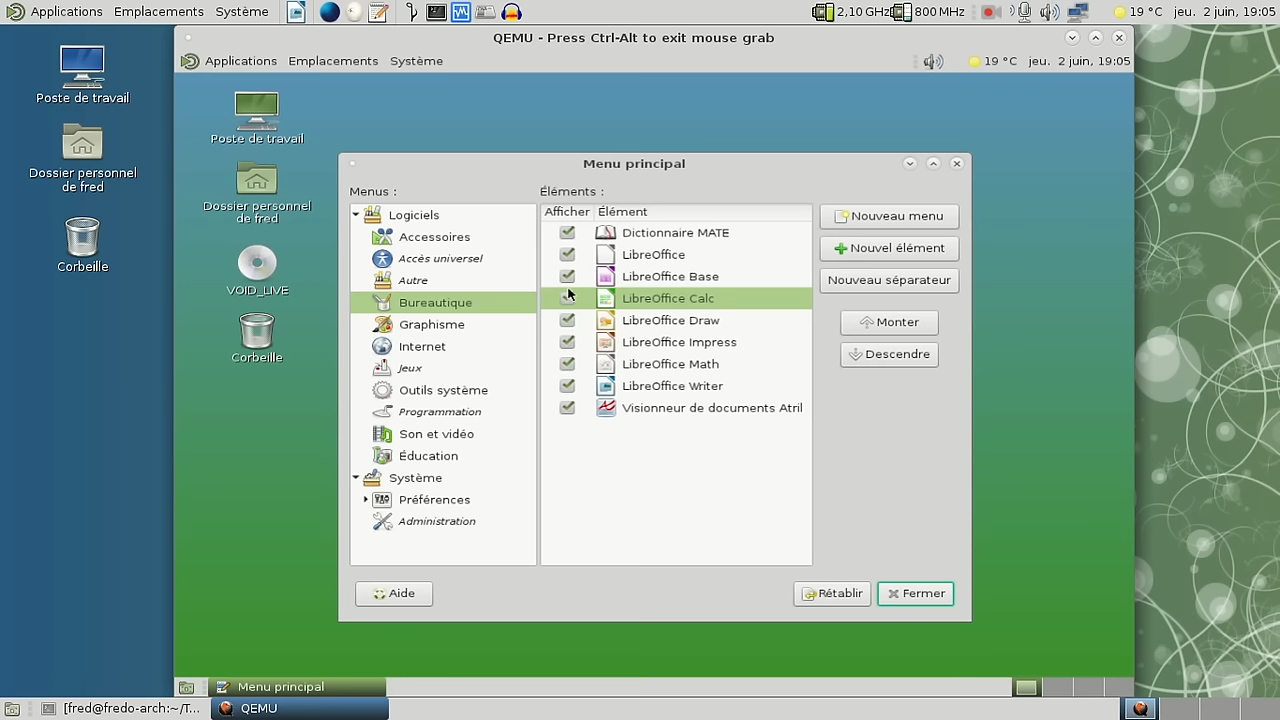 Applications Emplacements Système 2,10 GHz 800 MHz 19 °C jeu. 2 juin, 19:05
QEMU - Press Ctrl-Alt to exit mouse grab
Applications Emplacements Système 19 °C jeu. 2 juin, 19:05
Poste de travail
Dossier personnel
de fred
Corbeille
Poste de travail
Dossier personnel
de fred
VOID_LIVE
Corbeille
Menu principal
Menus :
Logiciels
Accessoires
Accès universel
Autre
Bureautique
Graphisme
Internet
Jeux
Outils système
Programmation
Son et vidéo
Éducation
Système
Préférences
Administration
Éléments :
Afficher Élément
Dictionnaire MATE
LibreOffice
LibreOffice Base
LibreOffice Calc
LibreOffice Draw
LibreOffice Impress
LibreOffice Math
LibreOffice Writer
Visionneur de documents Atril
Nouveau menu
Nouvel élément
Nouveau séparateur
Monter
Descendre
Aide
Rétablir
Fermer
Menu principal
[fred@fredo-arch:~/T...
QEMU